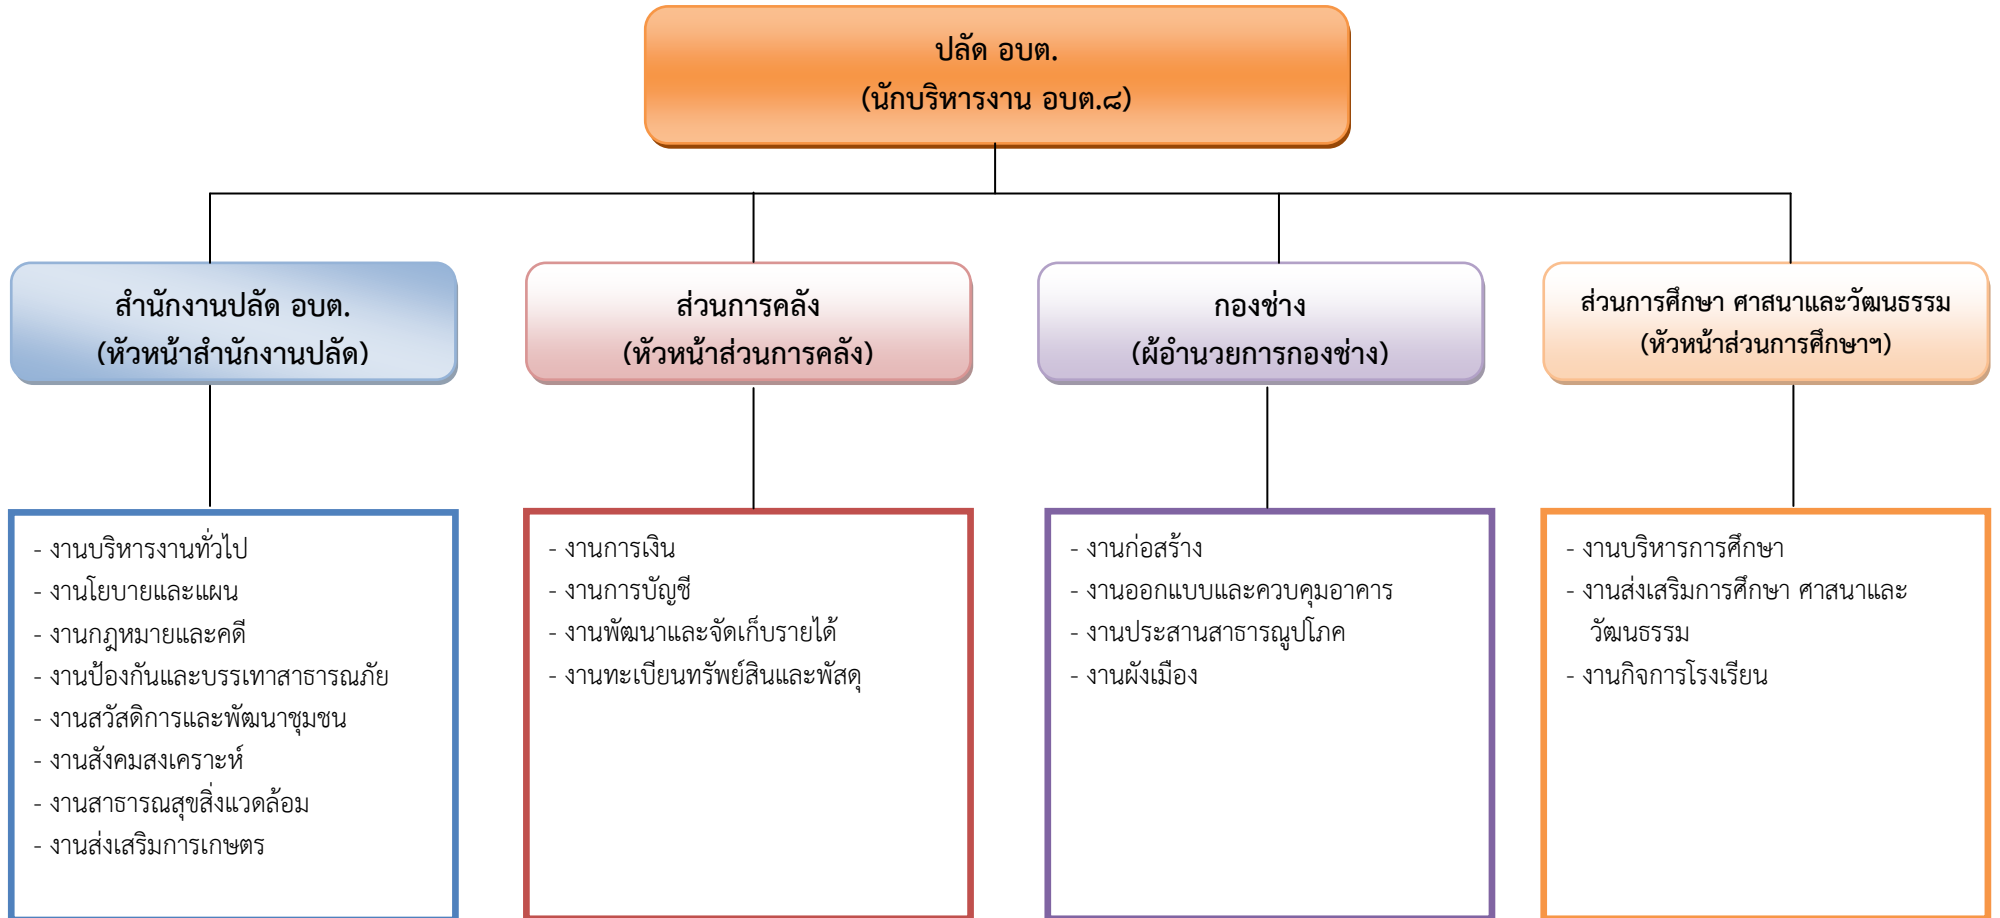 ปลัด อบต.
(นักบริหารงาน อบต.๘)
สำนักงานปลัด อบต.
(หัวหน้าสำนักงานปลัด)
ส่วนการคลัง
(หัวหน้าส่วนการคลัง)
กองช่าง
(ผ้อำนวยการกองช่าง)
ส่วนการศึกษา ศาสนาและวัฒนธรรม
(หัวหน้าส่วนการศึกษาฯ)
- งานบริหารงานทั่วไป
- งานโยบายและแผน
- งานกฎหมายและคดี
- งานป้องกันและบรรเทาสาธารณภัย
- งานสวัสดิการและพัฒนาชุมชน
- งานสังคมสงเคราะห์
- งานสาธารณสุขสิ่งแวดล้อม
- งานส่งเสริมการเกษตร
- งานการเงิน
- งานการบัญชี
- งานพัฒนาและจัดเก็บรายได้
- งานทะเบียนทรัพย์สินและพัสดุ
- งานก่อสร้าง
- งานออกแบบและควบคุมอาคาร
- งานประสานสาธารณูปโภค
- งานผังเมือง
- งานบริหารการศึกษา
- งานส่งเสริมการศึกษา ศาสนาและ
วัฒนธรรม
- งานกิจการโรงเรียน